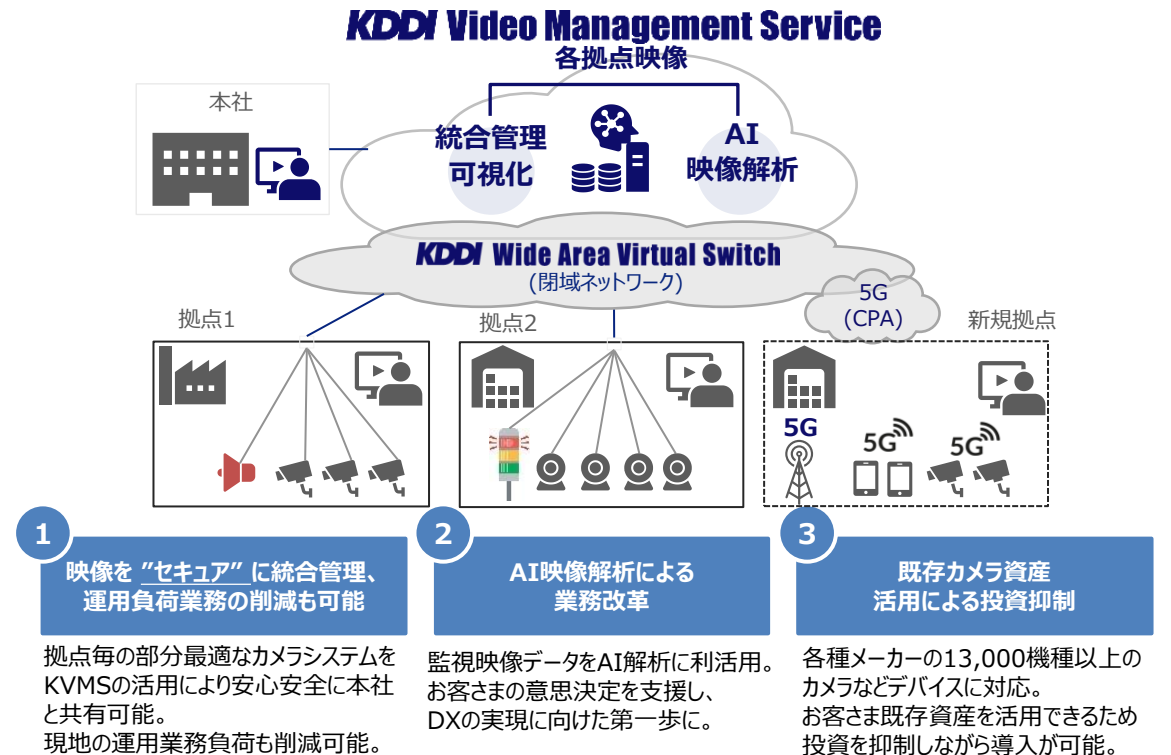 KDDI Video Management Service
各拠点映像
本社
統合管理
可視化
AI
映像解析
KDDI Wide Area Virtual Switch
(閉域ネットワーク)
5G
(CPA)
拠点1
拠点2
新規拠点
5G
5G
5G
1
映像を ”セキュア” に統合管理、
運用負荷業務の削減も可能
拠点毎の部分最適なカメラシステムを
KVMSの活用により安心安全に本社
と共有可能。
現地の運用業務負荷も削減可能。
2
AI映像解析による
業務改革
監視映像データをAI解析に利活用。
お客さまの意思決定を支援し、
DXの実現に向けた第一歩に。
3
既存カメラ資産
活用による投資抑制
各種メーカーの13,000機種以上の
カメラなどデバイスに対応。
お客さま既存資産を活用できるため
投資を抑制しながら導入が可能。